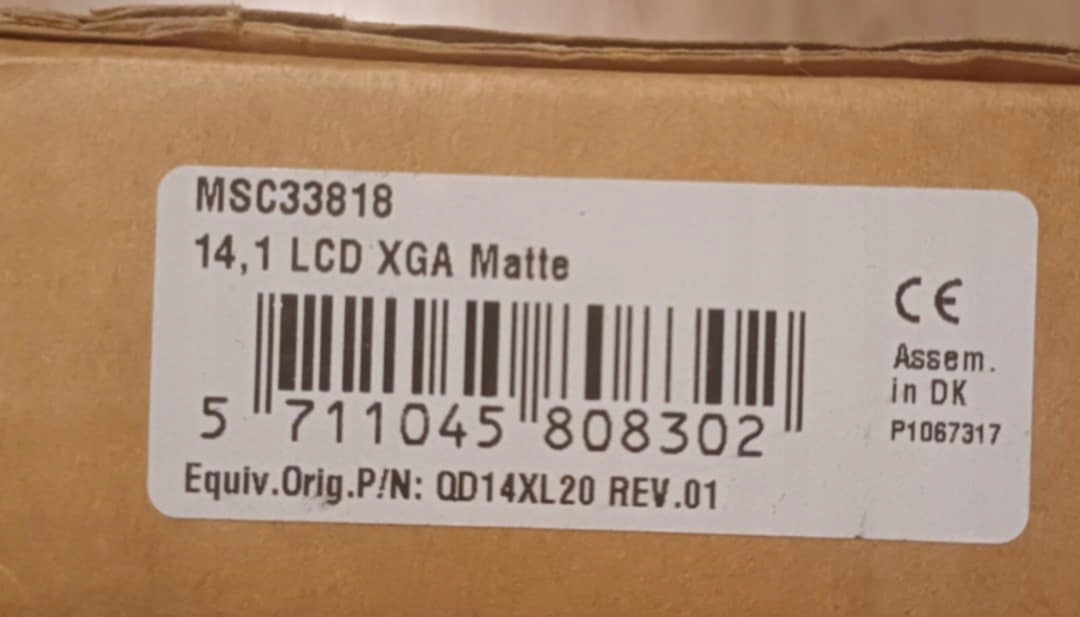 MSC33818
14,1 LCD XGA Matte
CE
Assem.
in DK
P1067317
5 711045 808302
Equiv.Orig.P/N: QD14XL20 REV.01